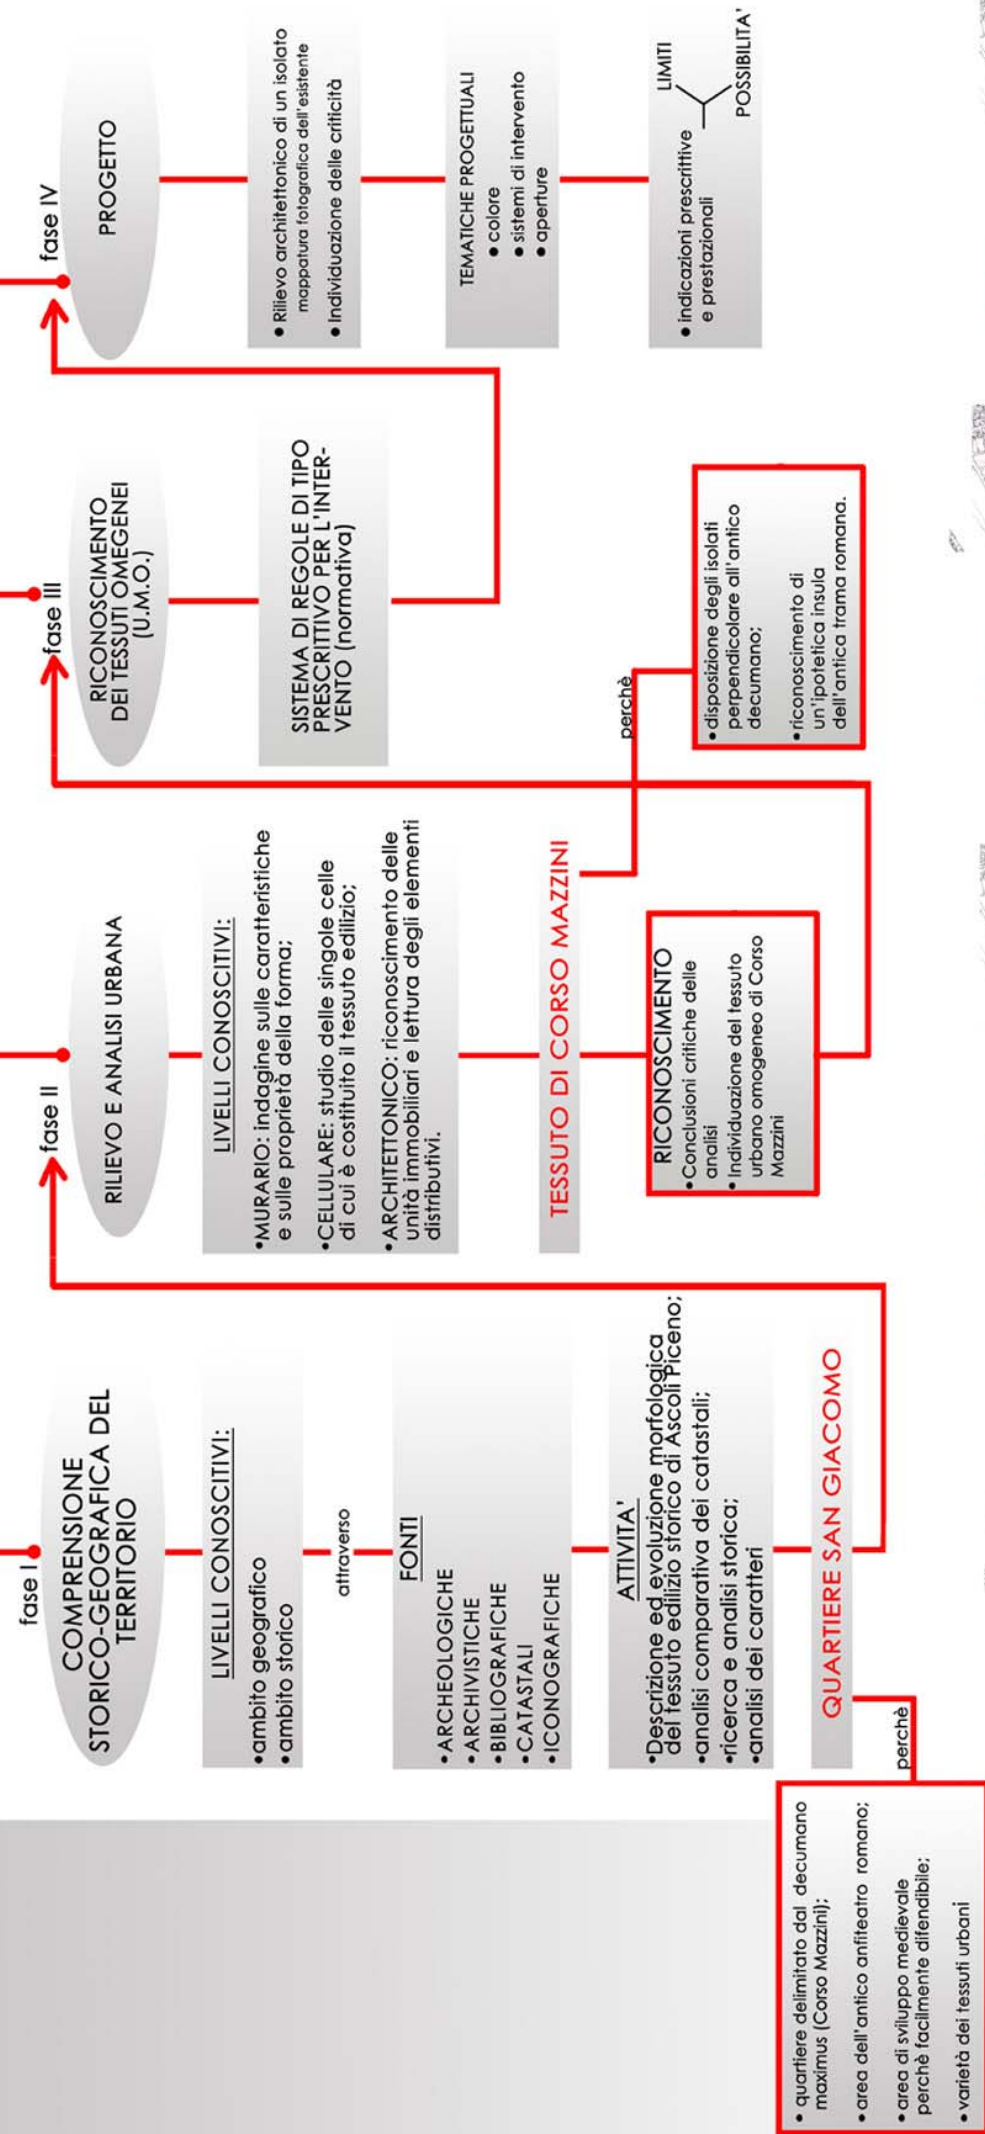 fase I
COMPRENSIONE
STORICO-GEOGRAFICA DEL
TERRITORIO
LIVELLI CONOSCITIVI:
•ambito geografico
•ambito storico
attraverso
FONTI
•ARCHEOLOGICHE
•ARCHIVISTICHE
•BIBLIOGRAFICHE
•CATASTALI
•ICONOGRAFICHE
ATTIVITA'
•Descrizione ed evoluzione morfologica
del tessuto edilizio storico di Ascoli Piceno;
•analisi comparativa dei catastali;
•ricerca e analisi storica;
•analisi dei caratteri
QUARTIERE SAN GIACOMO
perchè
• quartiere delimitato dal decumano
maximus (Corso Mazzini);
• area dell'antico anfiteatro romano;
• area di sviluppo medievale
perchè facilmente difendibile;
• varietà dei tessuti urbani
fase II
RILIEVO E ANALISI URBANA
LIVELLI CONOSCITIVI:
•MURARIO: indagine sulle caratteristiche
e sulle proprietà della forma;
•CELLULARE: studio delle singole celle
di cui è costituito il tessuto edilizio;
•ARCHITETTONICO: riconoscimento delle
unità immobiliari e lettura degli elementi
distributivi.
TESSUTO DI CORSO MAZZINI
RICONOSCIMENTO
•Conclusioni critiche delle
analisi
•Individuazione del tessuto
urbano omogeneo di Corso
Mazzini
perchè
•disposizione degli isolati
perpendicolare all'antico
decumano;
•riconoscimento di
un'ipotetica insula
dell'antica trama romana.
fase III
RICONOSCIMENTO
DEI TESSUTI OMEGENEI
(U.M.O.)
SISTEMA DI REGOLE DI TIPO
PRESCRITTIVO PER L'INTER-
VENTO (normativa)
fase IV
PROGETTO
• Rilievo architettonico di un isolato
mappatura fotografica dell'esistente
• Individuazione delle criticità
TEMATICHE PROGETTUALI
• colore
• sistemi di intervento
• aperture
• indicazioni prescrittive
e prestazionali
LIMITI
POSSIBILITA'